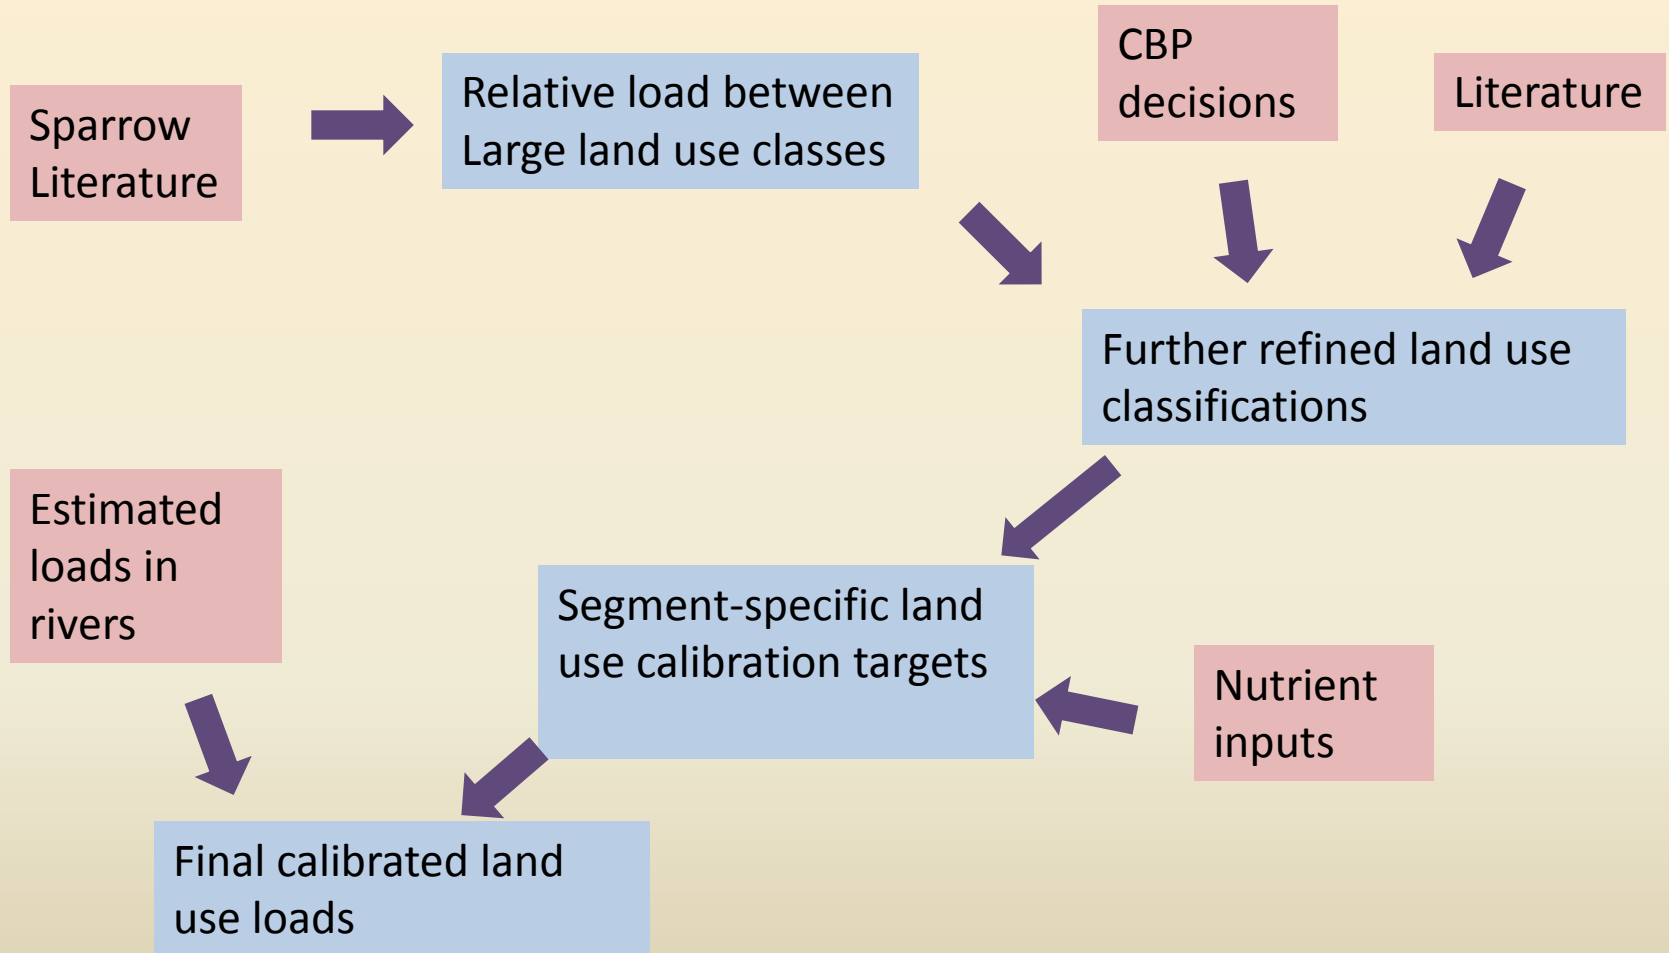 Sparrow
Literature
Relative load between
Large land use classes
CBP
decisions
Literature
Further refined land use
classifications
Estimated
loads in
rivers
Segment-specific land
use calibration targets
Nutrient
inputs
Final calibrated land
use loads